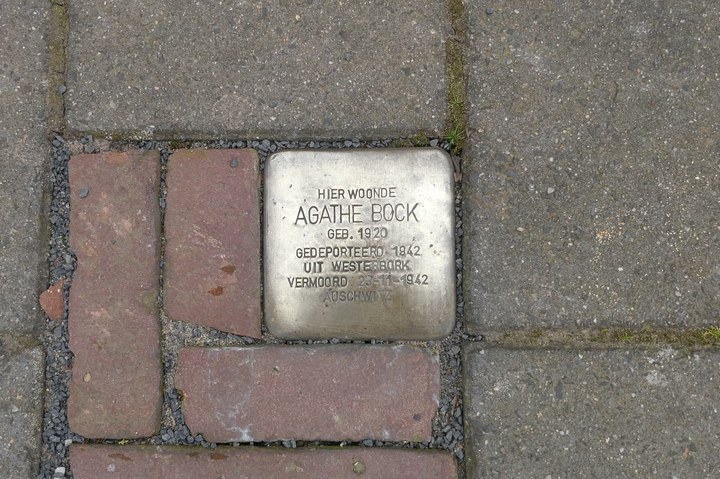 HIER WOONDE
AGATHE BOCK
GEB. 1920
GEDEPORTEERD 1942
UIT WESTERBORK
VERMOORD 23-11-1942
AUSCHWITZ